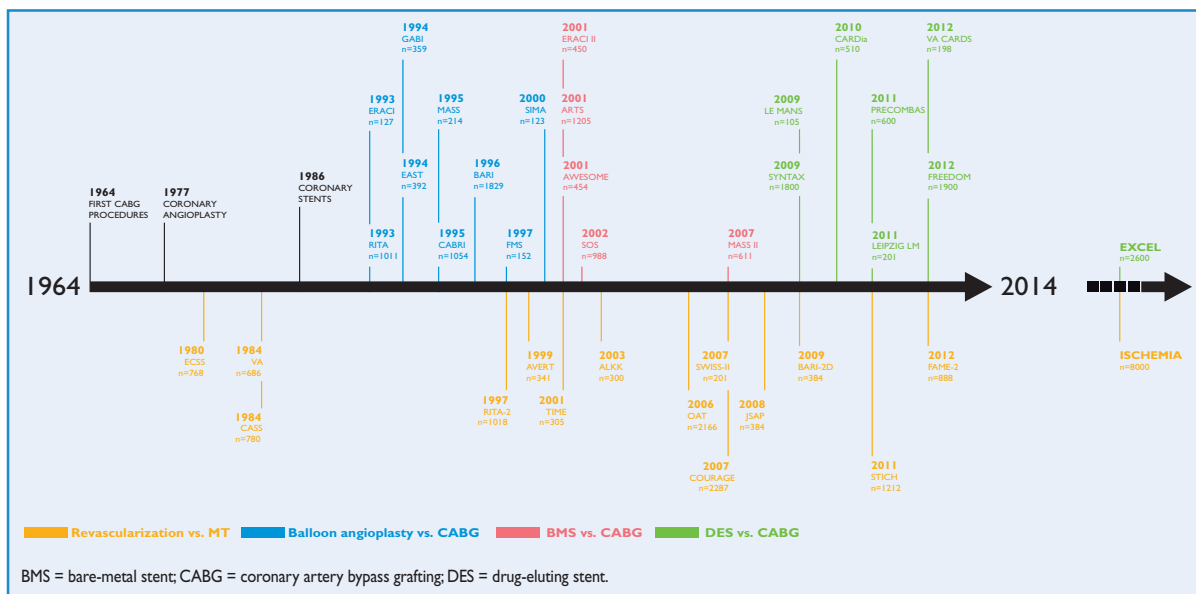 1994
GABI
n=359
2001
ERACI II
n=450
2010
CARDia
n=510
2012
VA CARDS
n=198
1993
ERACI
n=127
1995
MASS
n=214
2000
SIMA
n=123
2001
ARTS
n=1205
2009
LE MANS
n=105
2011
PRECOMBAS
n=600
1964
FIRST CABG
PROCEDURES
1977
CORONARY
ANGIOPLASTY
1986
CORONARY
STENTS
1994
EAST
n=392
1996
BARI
n=1829
2001
AWESOME
n=454
2009
SYNTAX
n=1800
2012
FREEDOM
n=1900
1993
RITA
n=1011
1995
CABRI
n=1054
1997
FMS
n=152
2002
SOS
n=988
2007
MASS II
n=611
2011
LEIPZIG LM
n=201
EXCEL
n=2600
1964
2014
1980
ECSS
n=768
1984
VA
n=686
1999
AVERT
n=341
2003
ALKK
n=300
2007
SWISS-II
n=201
2009
BARI-2D
n=384
2012
FAME-2
n=888
ISCHEMIA
n=8000
1984
CASS
n=780
1997
RITA-2
n=1018
2001
TIME
n=305
2006
OAT
n=2166
2008
JSAP
n=384
2007
COURAGE
n=2287
2011
STICH
n=1212
Revascularization vs. MT
Balloon angioplasty vs. CABG
BMS vs. CABG
DES vs. CABG
BMS = bare-metal stent; CABG = coronary artery bypass grafting; DES = drug-eluting stent.